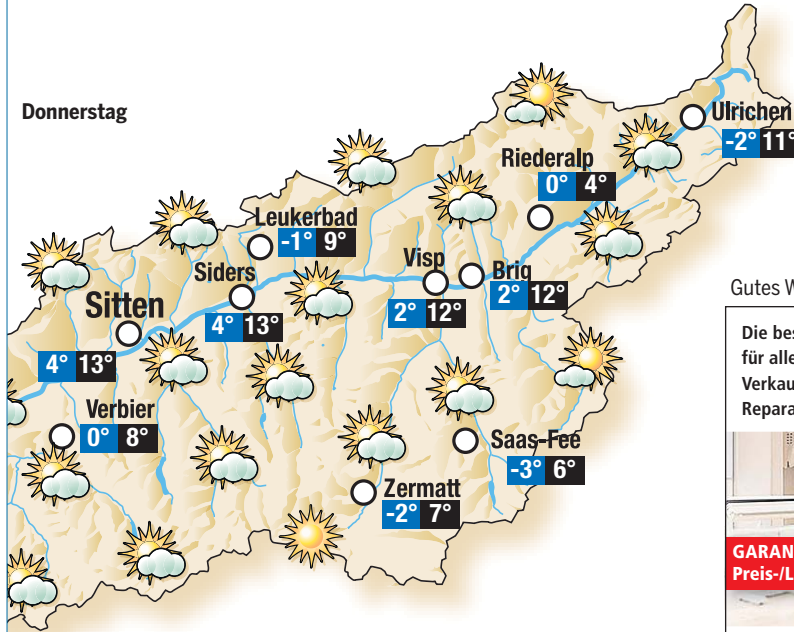 Donnerstag
Ulrichen
-2° 11°
Riederalp
0° 4°
Leukerbad
-1° 9°
Visp
2° 12°
Brig
2° 12°
Siders
4° 13°
Sitten
4° 13°
Verbier
0° 8°
Saas-Fee
-3° 6°
Zermatt
-2° 7°
Gutes W
Die bes
für alle
Verkau
Repara
GARAN
Preis-/L